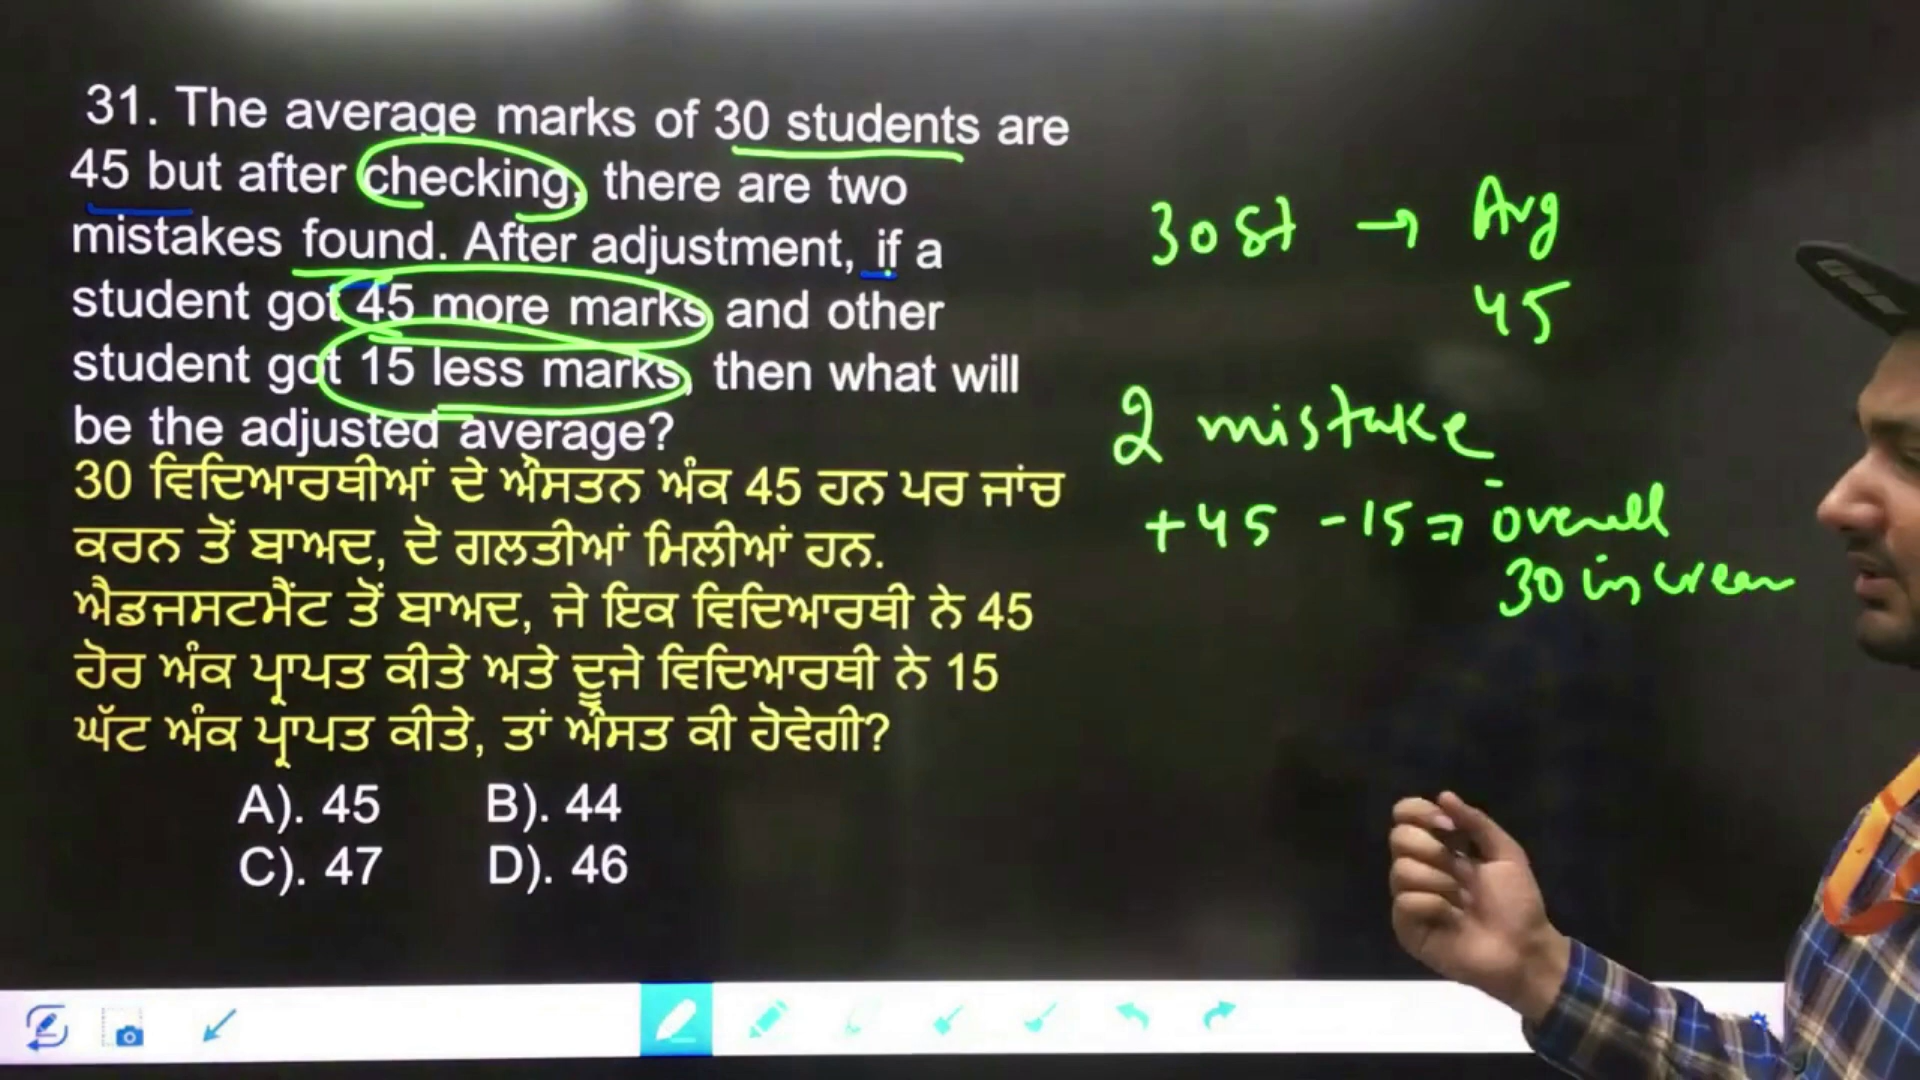 31. The average marks of 30 students are
45 but after checking, there are two
mistakes found. After adjustment, if a
student got 45 more marks and other
student got 15 less marks, then what will
be the adjusted average?
30 ਵਿਦਿਆਰਥੀਆਂ ਦੇ ਔਸਤਨ ਅੰਕ 45 ਹਨ ਪਰ ਜਾਂਚ
ਕਰਨ ਤੋਂ ਬਾਅਦ, ਦੋ ਗਲਤੀਆਂ ਮਿਲੀਆਂ ਹਨ.
ਐਡਜਸਟਮੈਂਟ ਤੋਂ ਬਾਅਦ, ਜੇ ਇਕ ਵਿਦਿਆਰਥੀ ਨੇ 45
ਹੋਰ ਅੰਕ ਪ੍ਰਾਪਤ ਕੀਤੇ ਅਤੇ ਦੂਜੇ ਵਿਦਿਆਰਥੀ ਨੇ 15
ਘੱਟ ਅੰਕ ਪ੍ਰਾਪਤ ਕੀਤੇ, ਤਾਂ ਔਸਤ ਕੀ ਹੋਵੇਗੀ?
A). 45 B). 44
C). 47 D). 46
30 St → Avg
45
2 mistake
+45 -15 => overall
30 increas